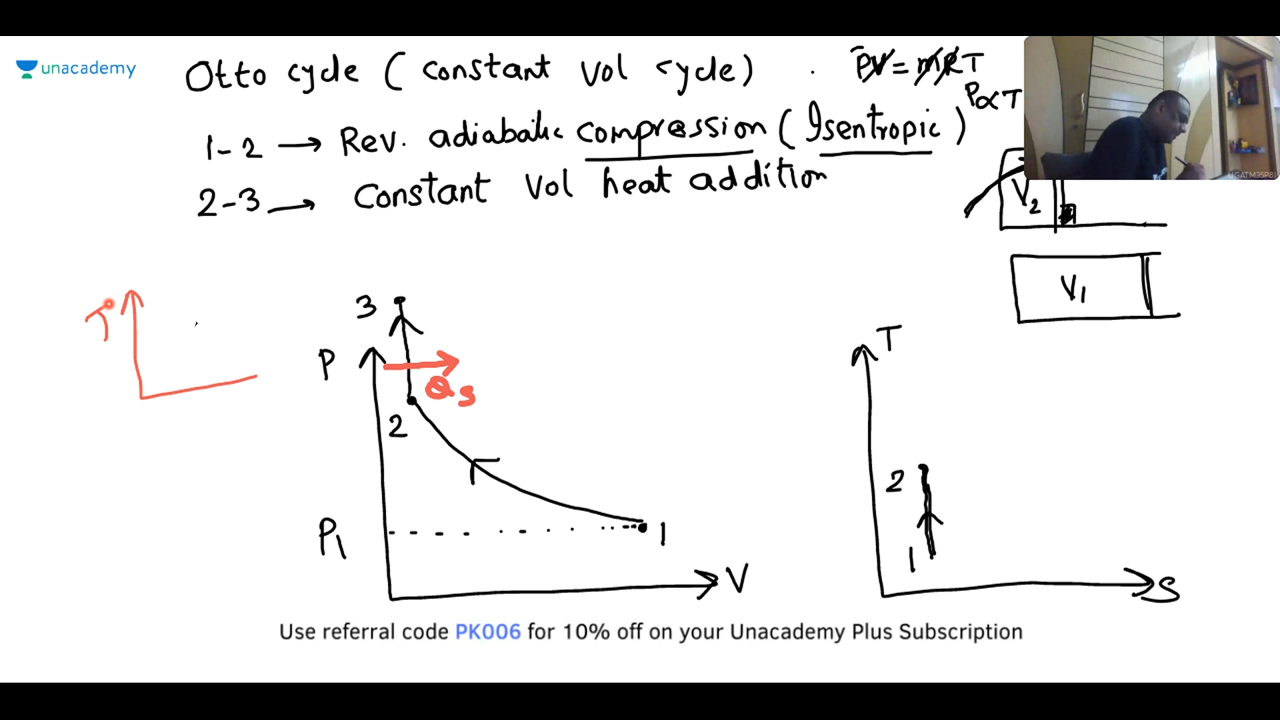 unacademy
Otto cycle ( constant vol cycle)
PV = mRT
P∝T
1-2 → Rev. adiabatic compression ( Isentropic )
2-3 → Constant vol heat addition
V2
V1
T
3
P
Qs
2
P1
1
V
T
2
1
S
Use referral code PK006 for 10% off on your Unacademy Plus Subscription